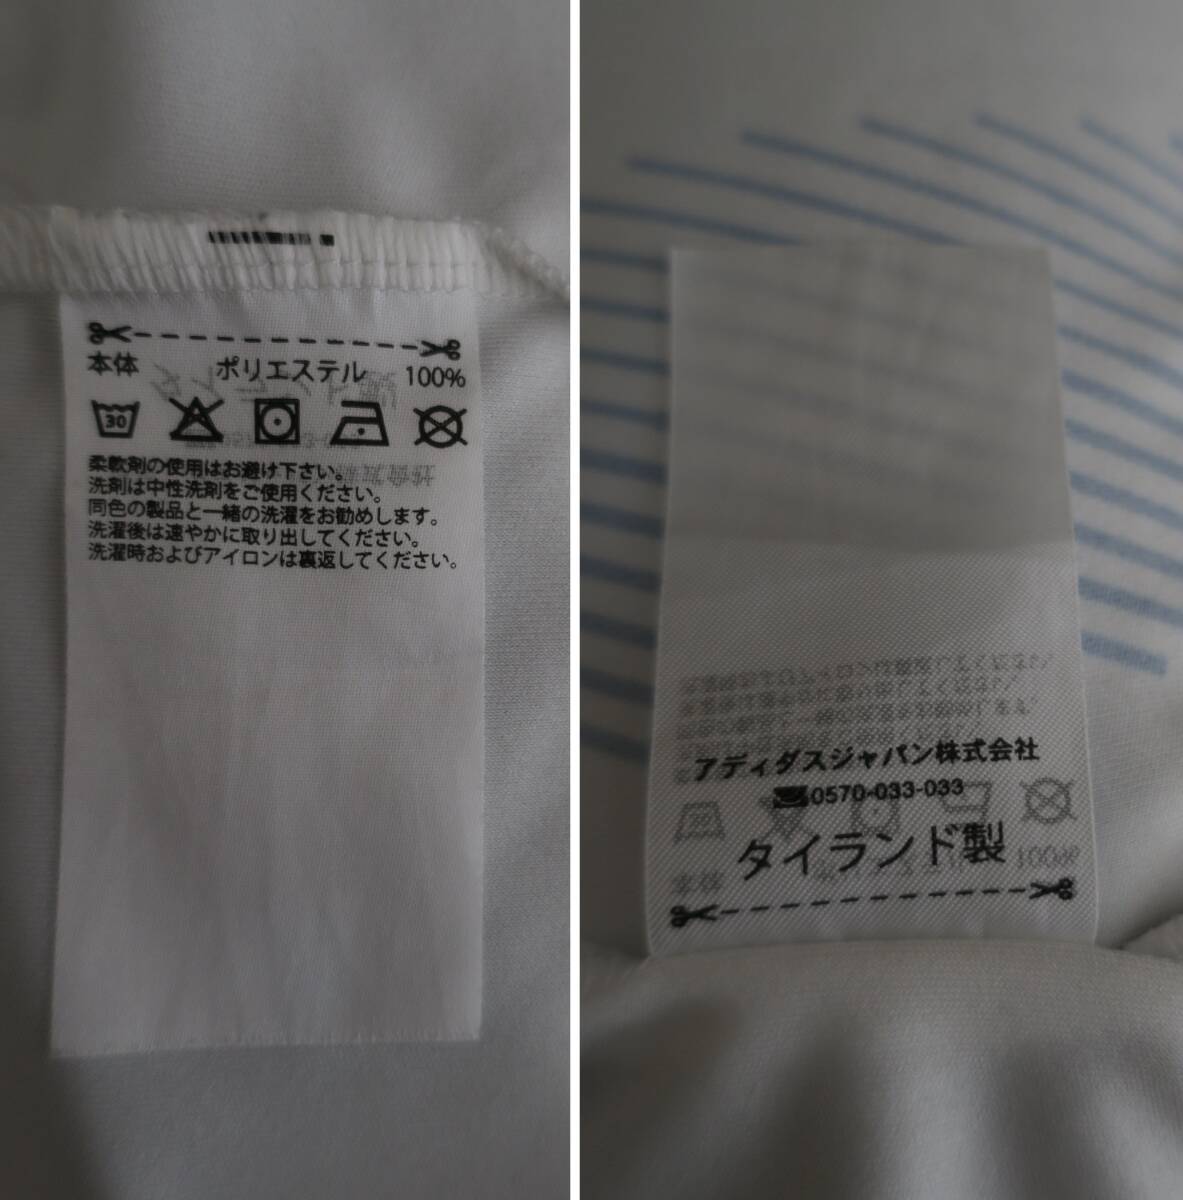 本体 ポリエステル 100%
30
柔軟剤の使用はお避け下さい。
洗剤は中性洗剤をご使用ください。
同色の製品と一緒の洗濯をお勧めします。
洗濯後は速やかに取り出してください。
洗濯時およびアイロンは裏返してください。
アディダスジャパン株式会社
☎0570-033-033
タイランド製